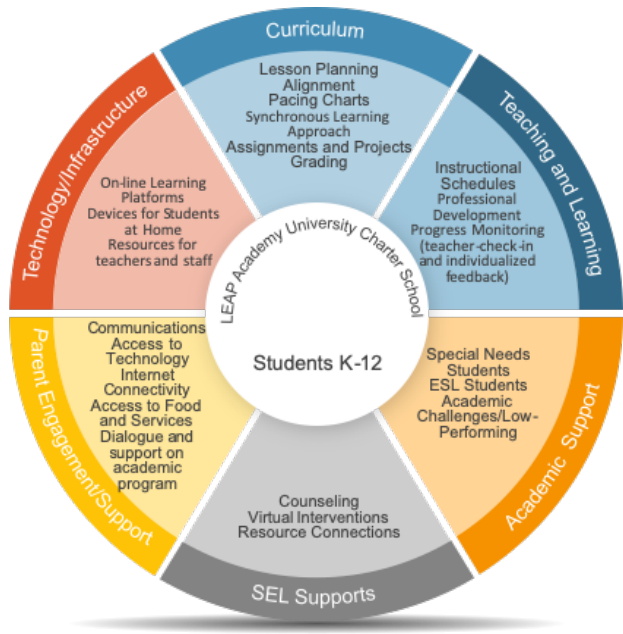 Curriculum
Lesson Planning
Alignment
Pacing Charts
Synchronous Learning
Approach
Assignments and Projects
Grading
Teaching and Learning
Instructional
Schedules
Professional
Development
Progress Monitoring
(teacher-check-in
and individualized
feedback)
Academic Support
Special Needs
Students
ESL Students
Academic
Challenges/Low-
Performing
SEL Supports
Counseling
Virtual Interventions
Resource Connections
Parent Engagement/Support
Communications
Access to
Technology
Internet
Connectivity
Access to Food
and Services
Dialogue and
support on
academic
program
Technology/Infrastructure
On-line Learning
Platforms
Devices for Students
at Home
Resources for
teachers and staff
LEAP Academy University Charter School
Students K-12